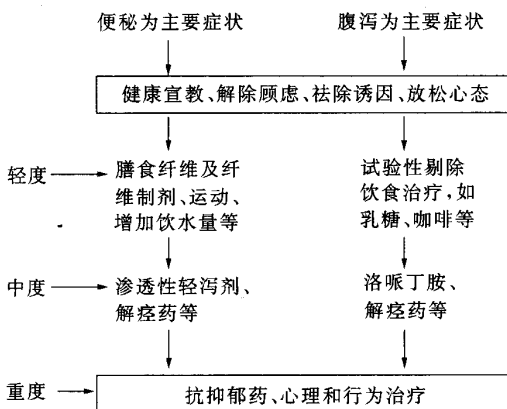 便秘为主要症状
腹泻为主要症状
健康宣教、解除顾虑、祛除诱因、放松心态
轻度
膳食纤维及纤
维制剂、运动、
增加饮水量等
试验性剔除
饮食治疗,如
乳糖、咖啡等
中度
渗透性轻泻剂、
解痉药等
洛哌丁胺、
解痉药等
重度
抗抑郁药、心理和行为治疗